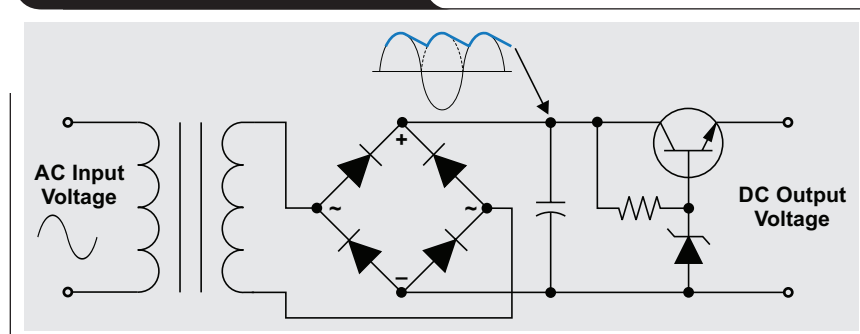 AC Input
Voltage
+
~
~
−
DC Output
Voltage